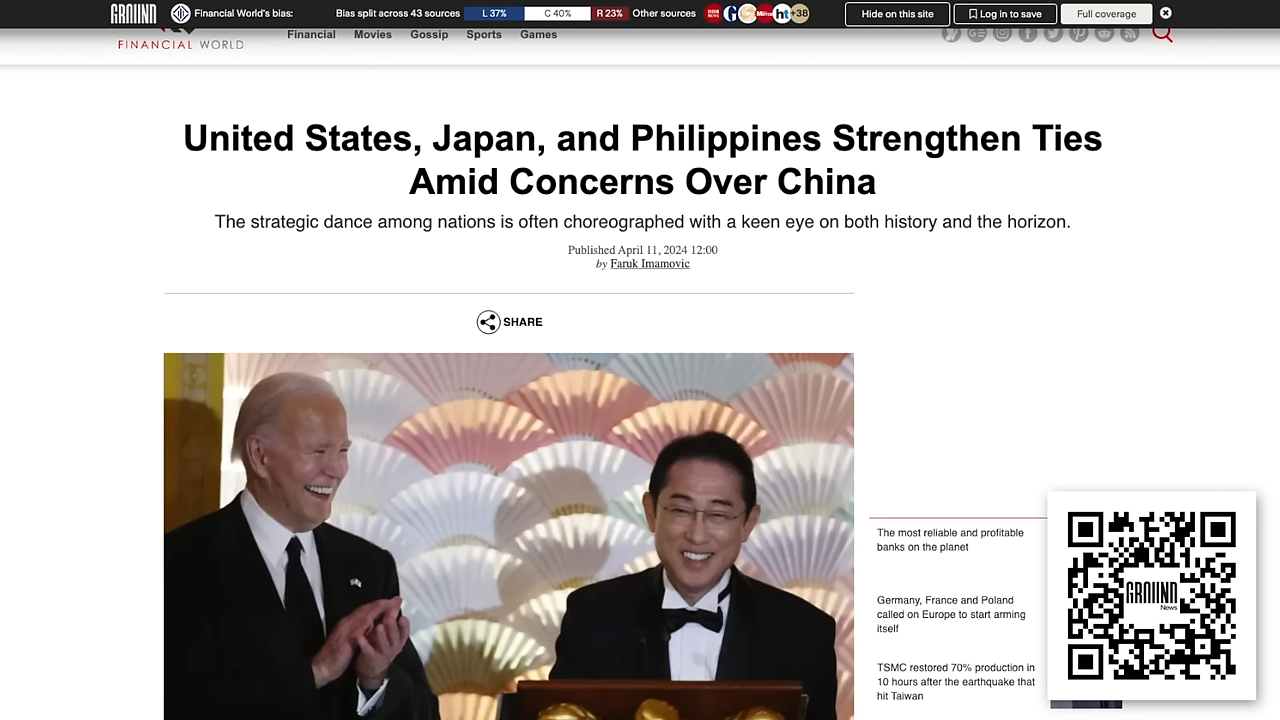 GROUND
Financial World's bias:
Bias split across 43 sources
L 37%
C 40%
R 23%
Other sources
BBC NEWS
G
Mirror
ht
+38
Hide on this site
Log in to save
Full coverage
FINANCIAL WORLD
Financial
Movies
Gossip
Sports
Games
United States, Japan, and Philippines Strengthen Ties
Amid Concerns Over China
The strategic dance among nations is often choreographed with a keen eye on both history and the horizon.
Published April 11, 2024 12:00
by Faruk Imamovic
SHARE
The most reliable and profitable
banks on the planet
Germany, France and Poland
called on Europe to start arming
itself
TSMC restored 70% production in
10 hours after the earthquake that
hit Taiwan
GROUND
News